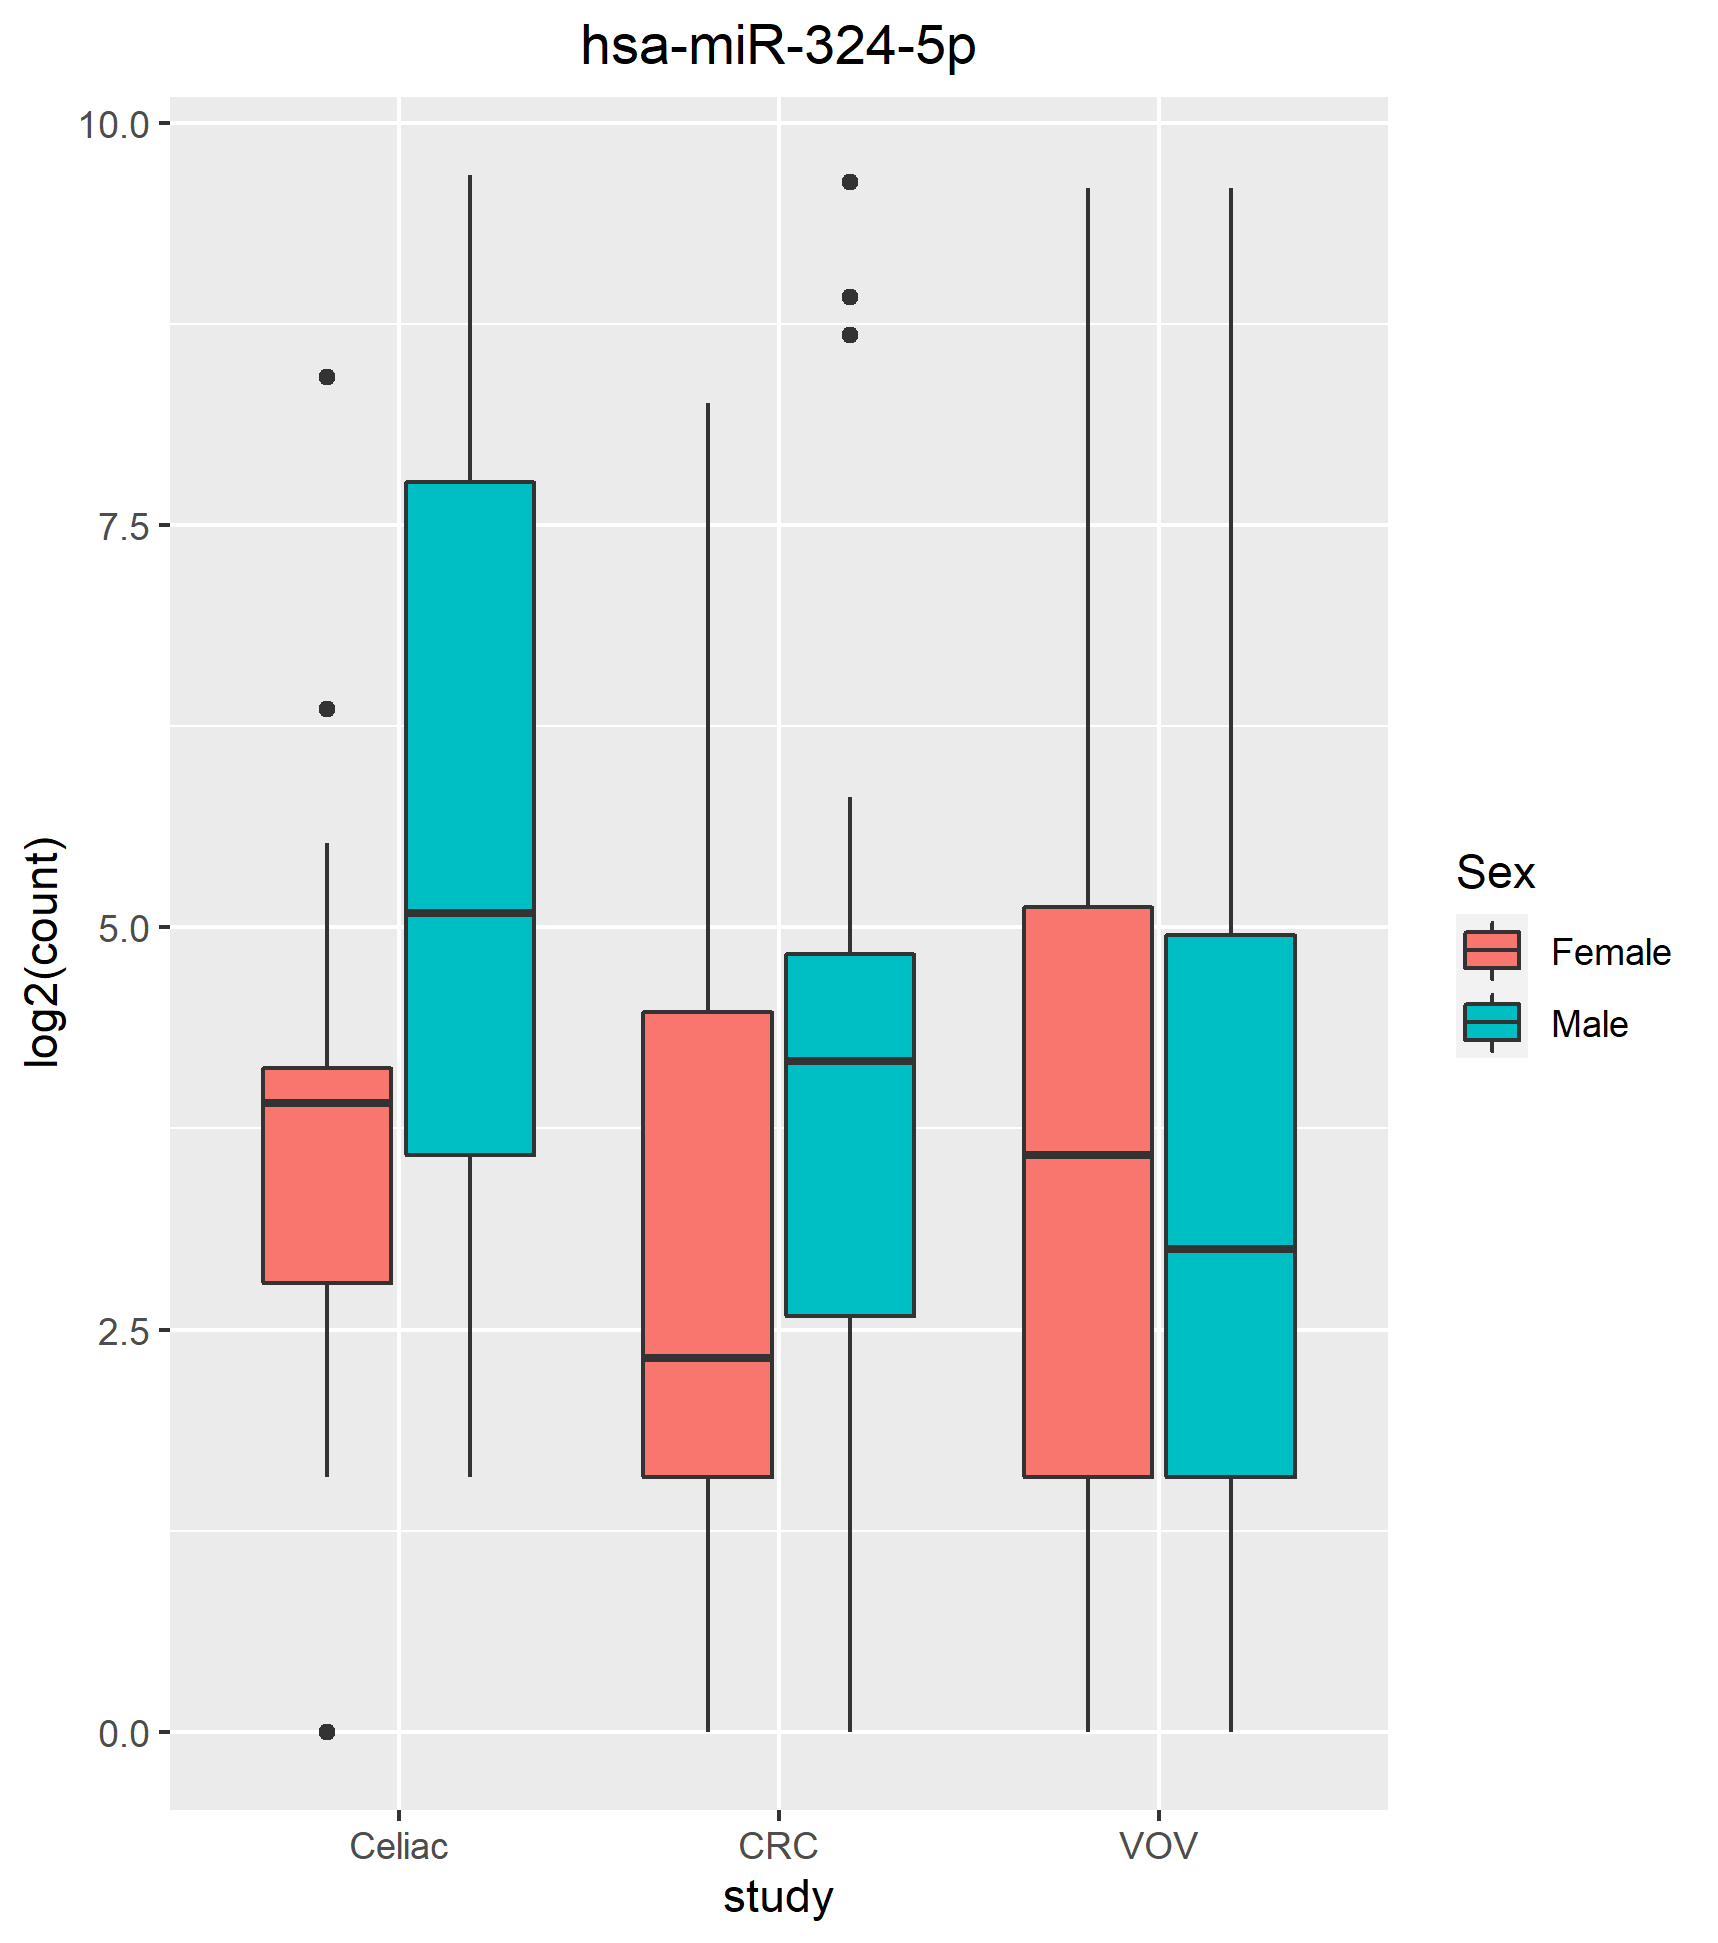 hsa-miR-324-5p
10.0
7.5
5.0
2.5
0.0
log2(count)
Celiac
CRC
VOV
study
Sex
Female
Male